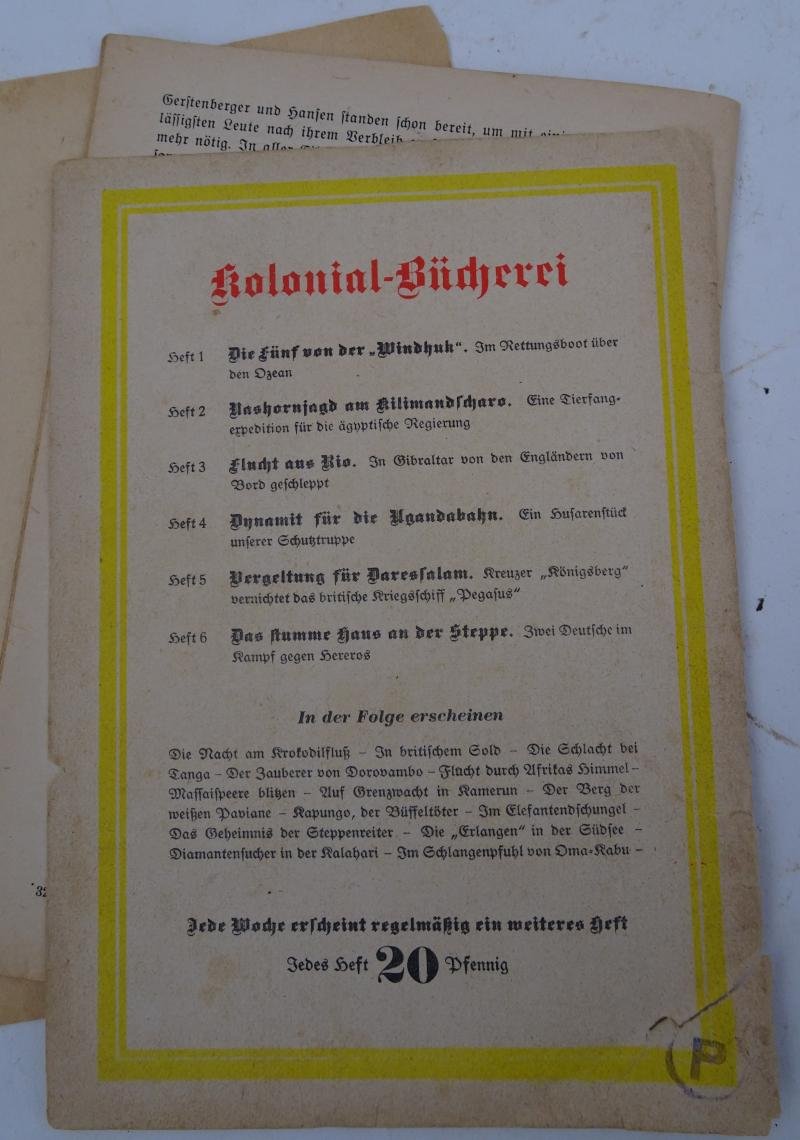 Gerstenberger und Hansen standen schon bereit, um mit
lässigsten Leute nach ihrem Verbleib
mehr nötig. In aller
Kolonial-Bücherei
Heft 1 Die Fünf von der „Windhuk“. Im Rettungsboot über
den Ozean
Heft 2 Nashornjagd am Kilimandscharo. Eine Tierfang-
expedition für die ägyptische Regierung
Heft 3 Flucht aus Rio. In Gibraltar von den Engländern von
Bord geschleppt
Heft 4 Dynamit für die Ugandabahn. Ein Husarenstück
unserer Schutztruppe
Heft 5 Vergeltung für Daressalam. Kreuzer „Königsberg“
vernichtet das britische Kriegsschiff „Pegasus“
Heft 6 Das stumme Haus an der Steppe. Zwei Deutsche im
Kampf gegen Hereros
In der Folge erscheinen
Die Nacht am Krokodilfluß – In britischem Sold – Die Schlacht bei
Tanga – Der Zauberer von Dorovambo – Flucht durch Afrikas Himmel –
Massaispeere blitzen – Auf Grenzwacht in Kamerun – Der Berg der
weißen Paviane – Kapungo, der Büffeltöter – Im Elefantendschungel –
Das Geheimnis der Steppenreiter – Die „Erlangen“ in der Südsee –
Diamantensucher in der Kalahari – Im Schlangenpfuhl von Oma-Kabu –
32
Jede Woche erscheint regelmäßig ein weiteres Heft
Jedes Heft 20 Pfennig
P